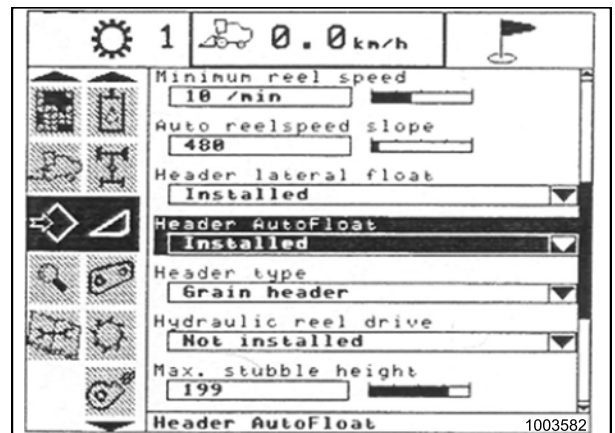 1 0.0km/h
Minimum reel speed
10 /min
Auto reelspeed slope
480
Header lateral float
Installed
Header AutoFloat
Installed
Header type
Grain header
Hydraulic reel drive
Not installed
Max. stubble height
199
Header AutoFloat
1003582